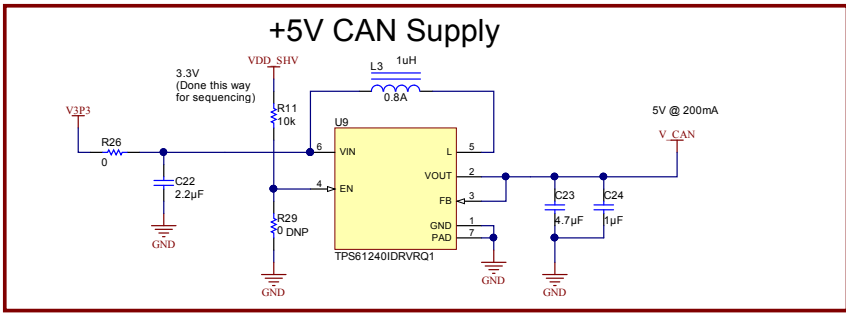 +5V CAN Supply
VDD_SHV
3.3V
(Done this way
for sequencing)
L3 1uH
0.8A
V3P3
R11
10k
5V @ 200mA
V_CAN
U9
R26
0
6 VIN
L 5
VOUT 2
C22
2.2µF
4 EN
FB 3
C23
4.7µF
C24
1µF
R29
0 DNP
GND 1
PAD 7
TPS61240IDRVRQ1
GND
GND
GND
GND